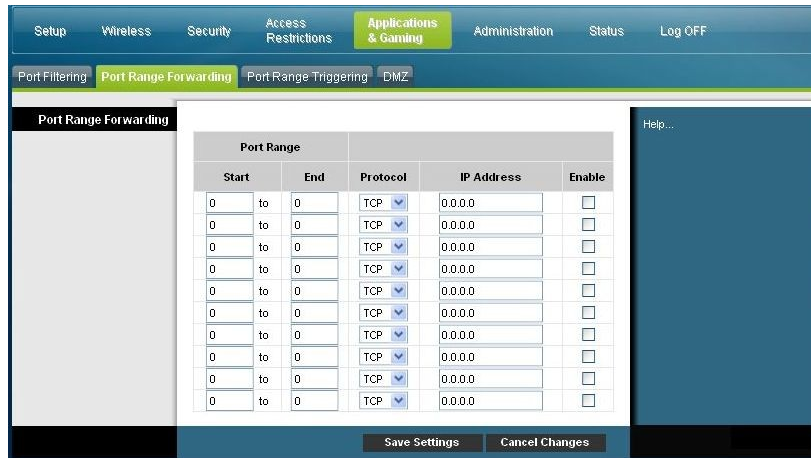 Setup Wireless Security Access Restrictions Applications & Gaming Administration Status Log OFF
Port Filtering Port Range Forwarding Port Range Triggering DMZ
Port Range Forwarding
Help...
Port Range
Start End Protocol IP Address Enable
0 to 0 TCP 0.0.0.0
0 to 0 TCP 0.0.0.0
0 to 0 TCP 0.0.0.0
0 to 0 TCP 0.0.0.0
0 to 0 TCP 0.0.0.0
0 to 0 TCP 0.0.0.0
0 to 0 TCP 0.0.0.0
0 to 0 TCP 0.0.0.0
0 to 0 TCP 0.0.0.0
0 to 0 TCP 0.0.0.0
Save Settings Cancel Changes